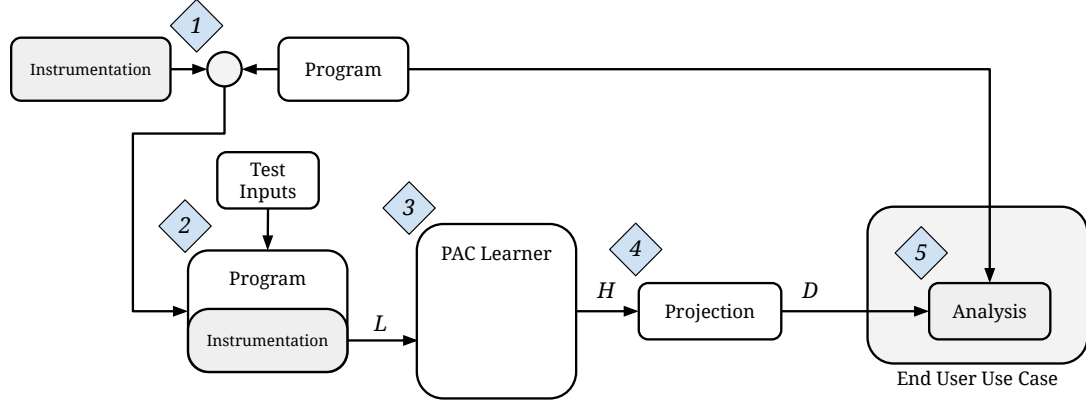 1
Instrumentation
Program
Test
Inputs
2
Program
Instrumentation
L
3
PAC Learner
H
4
Projection
D
5
Analysis
End User Use Case